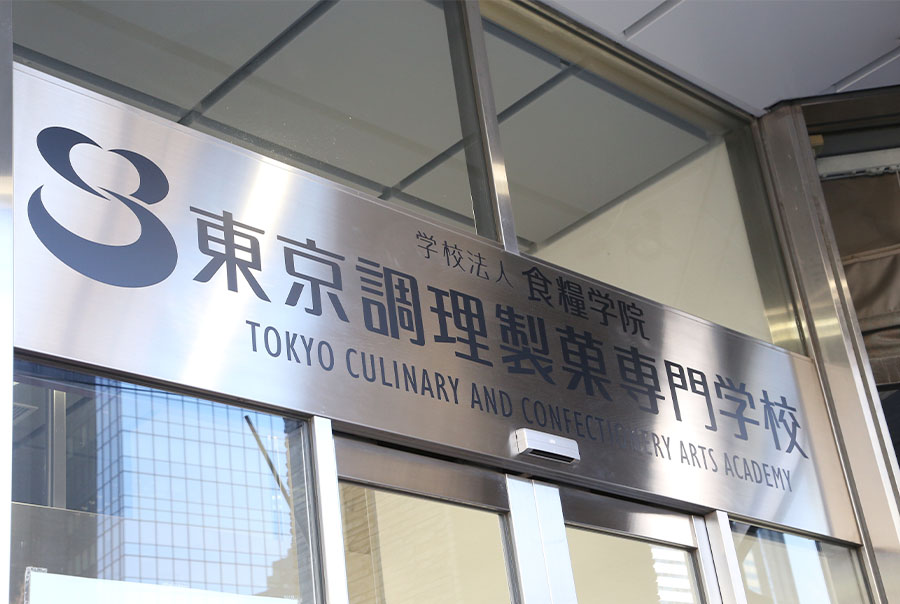 学校法人 食糧学院
東京調理製菓専門学校
TOKYO CULINARY AND CONFECTIONERY ARTS ACADEMY